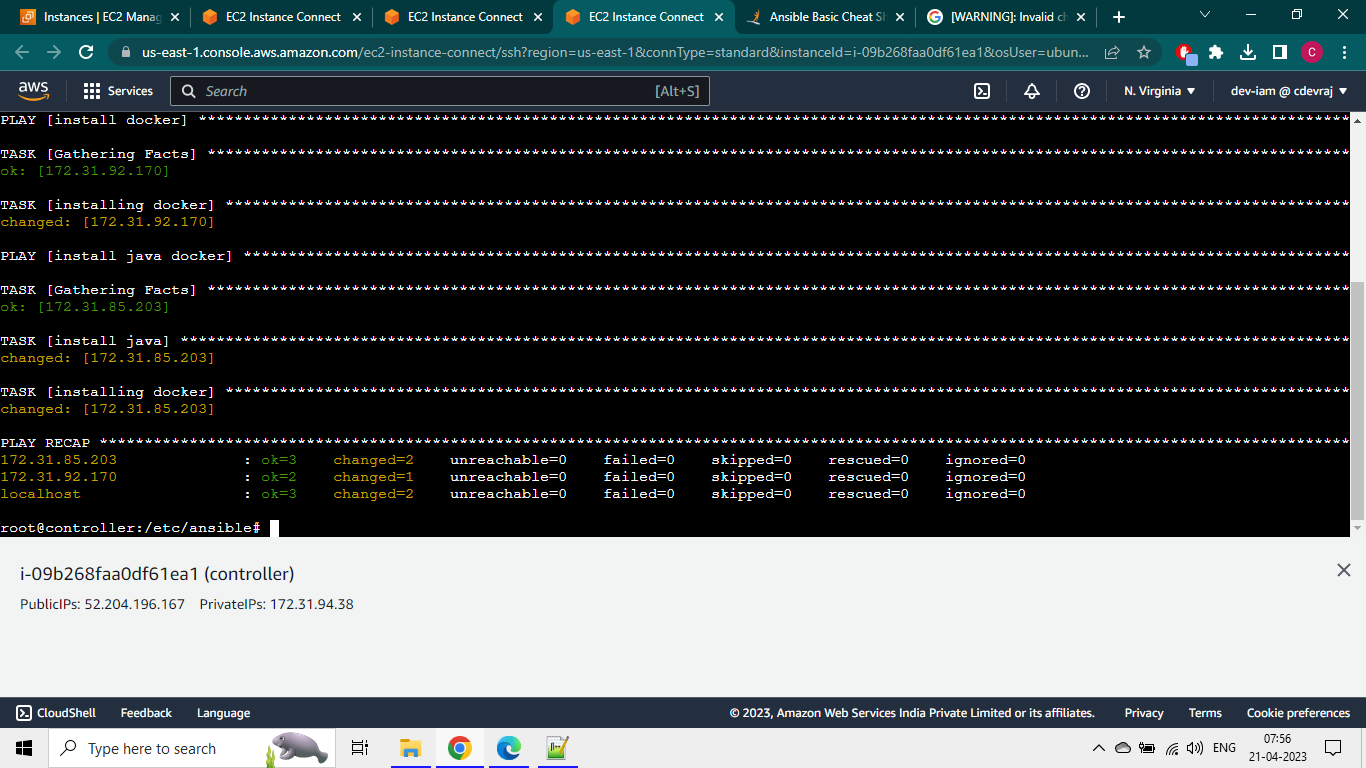 Instances | EC2 Manag
EC2 Instance Connect
EC2 Instance Connect
EC2 Instance Connect
Ansible Basic Cheat Sh
[WARNING]: Invalid ch
us-east-1.console.aws.amazon.com/ec2-instance-connect/ssh?region=us-east-1&connType=standard&instanceId=i-09b268faa0df61ea1&osUser=ubun...
C
aws
Services
Search
[Alt+S]
N. Virginia
dev-iam @ cdevraj
PLAY [install docker] ********************************************************************************************************************************
TASK [Gathering Facts] *******************************************************************************************************************************
ok: [172.31.92.170]
TASK [installing docker] *****************************************************************************************************************************
changed: [172.31.92.170]
PLAY [install java docker] ***************************************************************************************************************************
TASK [Gathering Facts] *******************************************************************************************************************************
ok: [172.31.85.203]
TASK [install java] **********************************************************************************************************************************
changed: [172.31.85.203]
TASK [installing docker] *****************************************************************************************************************************
changed: [172.31.85.203]
PLAY RECAP *******************************************************************************************************************************************
172.31.85.203 : ok=3 changed=2 unreachable=0 failed=0 skipped=0 rescued=0 ignored=0
172.31.92.170 : ok=2 changed=1 unreachable=0 failed=0 skipped=0 rescued=0 ignored=0
localhost : ok=3 changed=2 unreachable=0 failed=0 skipped=0 rescued=0 ignored=0
root@controller:/etc/ansible#
i-09b268faa0df61ea1 (controller)
PublicIPs: 52.204.196.167 PrivateIPs: 172.31.94.38
CloudShell Feedback Language © 2023, Amazon Web Services India Private Limited or its affiliates. Privacy Terms Cookie preferences
Type here to search
ENG
07:56
21-04-2023